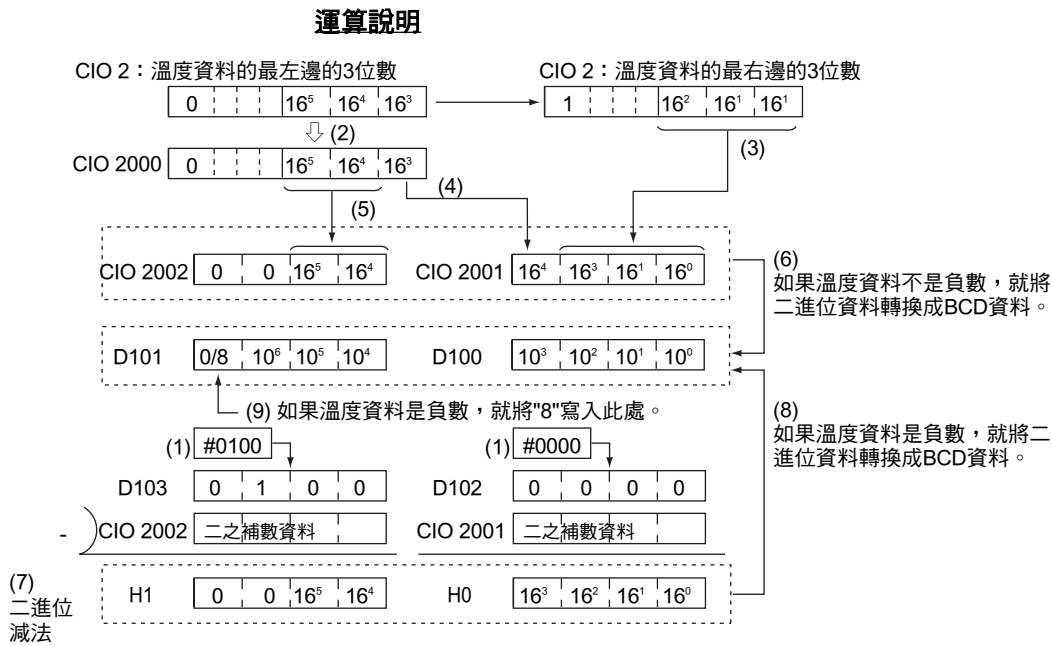 運算說明
CIO 2：溫度資料的最左邊的3位數
CIO 2：溫度資料的最右邊的3位數
0 16⁵ 16⁴ 16³
1 16² 16¹ 16¹
(2)
(3)
CIO 2000 0 16⁵ 16⁴ 16³
(4)
(5)
CIO 2002 0 0 16⁵ 16⁴
CIO 2001 16⁴ 16³ 16¹ 16⁰
(6)
如果溫度資料不是負數，就將
二進位資料轉換成BCD資料。
D101 0/8 10⁶ 10⁵ 10⁴
D100 10³ 10² 10¹ 10⁰
(9) 如果溫度資料是負數，就將"8"寫入此處。
(8)
如果溫度資料是負數，就將二
進位資料轉換成BCD資料。
(1) #0100
(1) #0000
D103 0 1 0 0
D102 0 0 0 0
- CIO 2002 二之補數資料
CIO 2001 二之補數資料
(7)
二進位
減法
H1 0 0 16⁵ 16⁴
H0 16³ 16² 16¹ 16⁰